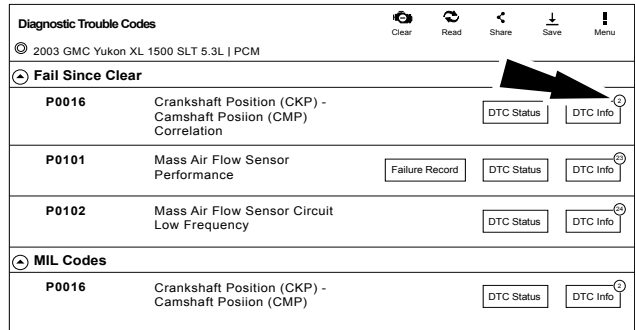 Diagnostic Trouble Codes
Clear Read Share Save Menu
2003 GMC Yukon XL 1500 SLT 5.3L | PCM
Fail Since Clear
P0016 Crankshaft Position (CKP) - DTC Status DTC Info 2
Camshaft Posiion (CMP)
Correlation
P0101 Mass Air Flow Sensor Failure Record DTC Status DTC Info 23
Performance
P0102 Mass Air Flow Sensor Circuit DTC Status DTC Info 24
Low Frequency
MIL Codes
P0016 Crankshaft Position (CKP) - DTC Status DTC Info 2
Camshaft Posiion (CMP)